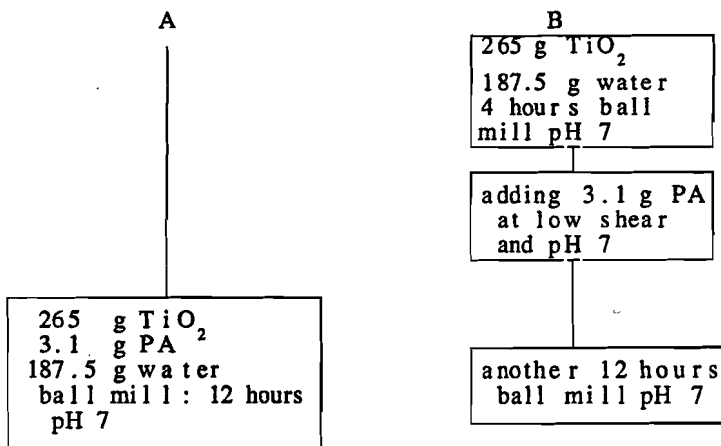 A
B
265 g TiO2
187.5 g water
4 hours ball
mill pH 7
adding 3.1 g PA
at low shear
and pH 7
265 g TiO2
3.1 g PA
187.5 g water
ball mill : 12 hours
pH 7
another 12 hours
ball mill pH 7